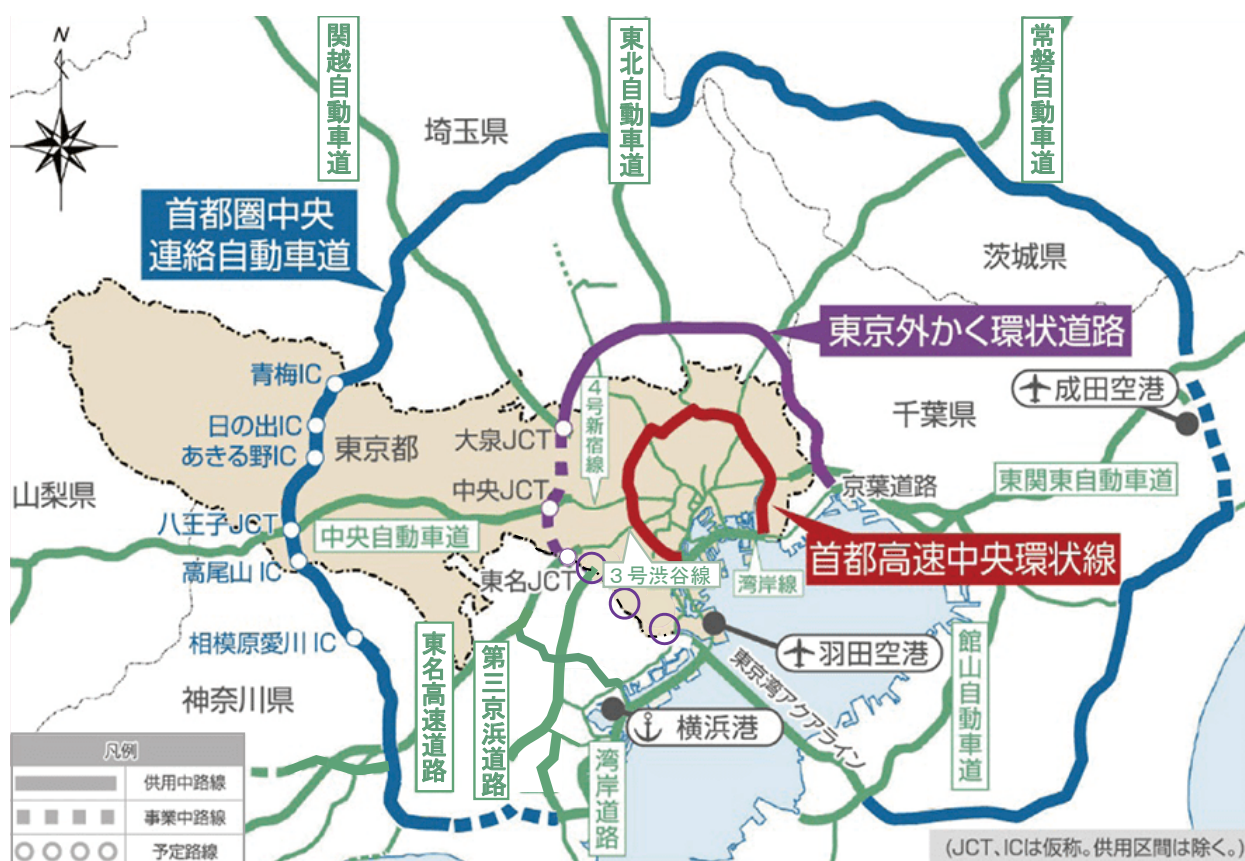 N
関越自動車道
東北自動車道
常磐自動車道
埼玉県
首都圏中央
連絡自動車道
茨城県
東京外かく環状道路
成田空港
千葉県
青梅IC
4号新宿線
大泉JCT
日の出IC
東京都
あきる野IC
山梨県
中央JCT
京葉道路
東関東自動車道
八王子JCT
中央自動車道
高尾山 IC
東名JCT
3号渋谷線
湾岸線
首都高速中央環状線
相模原愛川 IC
東名高速道路
第三京浜道路
羽田空港
館山自動車道
神奈川県
東京湾アクアライン
横浜港
湾岸道路
凡例
供用中路線
事業中路線
予定路線
(JCT、ICは仮称。供用区間は除く。)